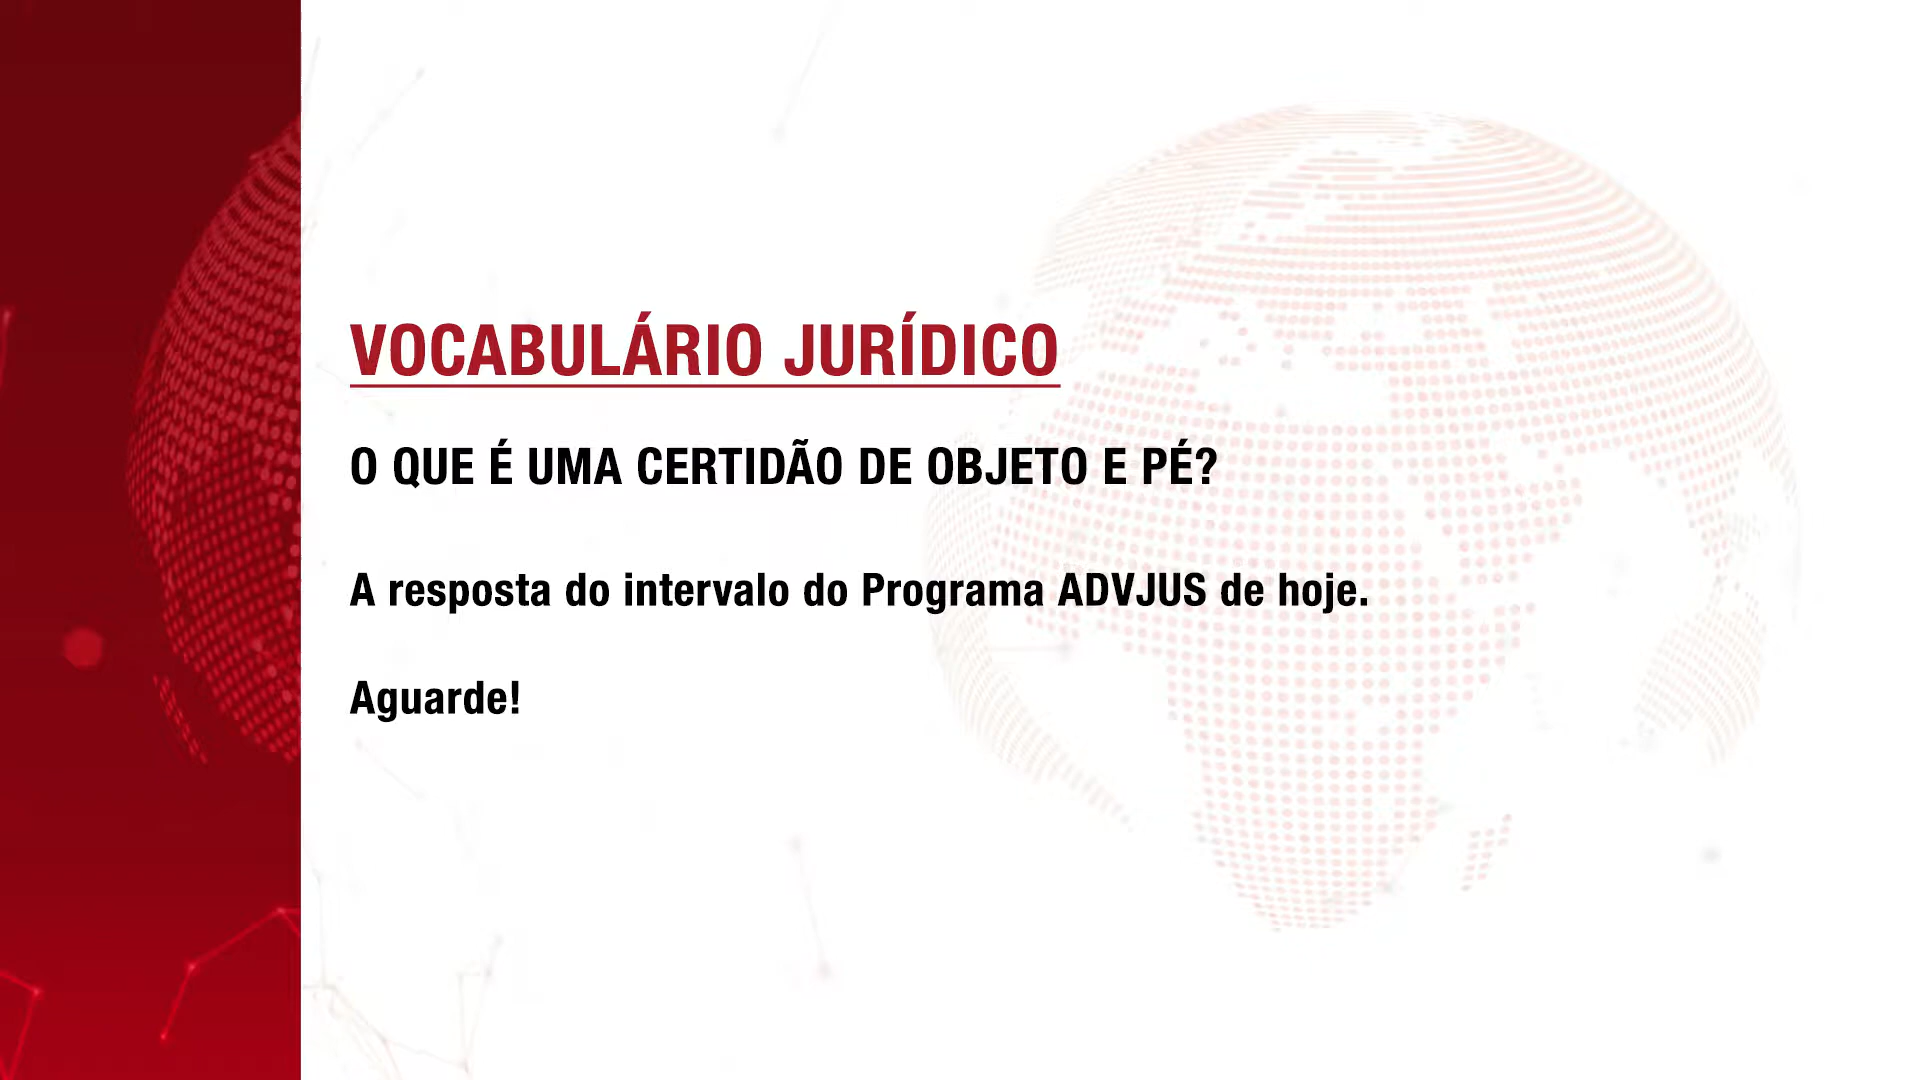 VOCABULÁRIO JURÍDICO
O QUE É UMA CERTIDÃO DE OBJETO E PÉ?
A resposta do intervalo do Programa ADVJUS de hoje.
Aguarde!